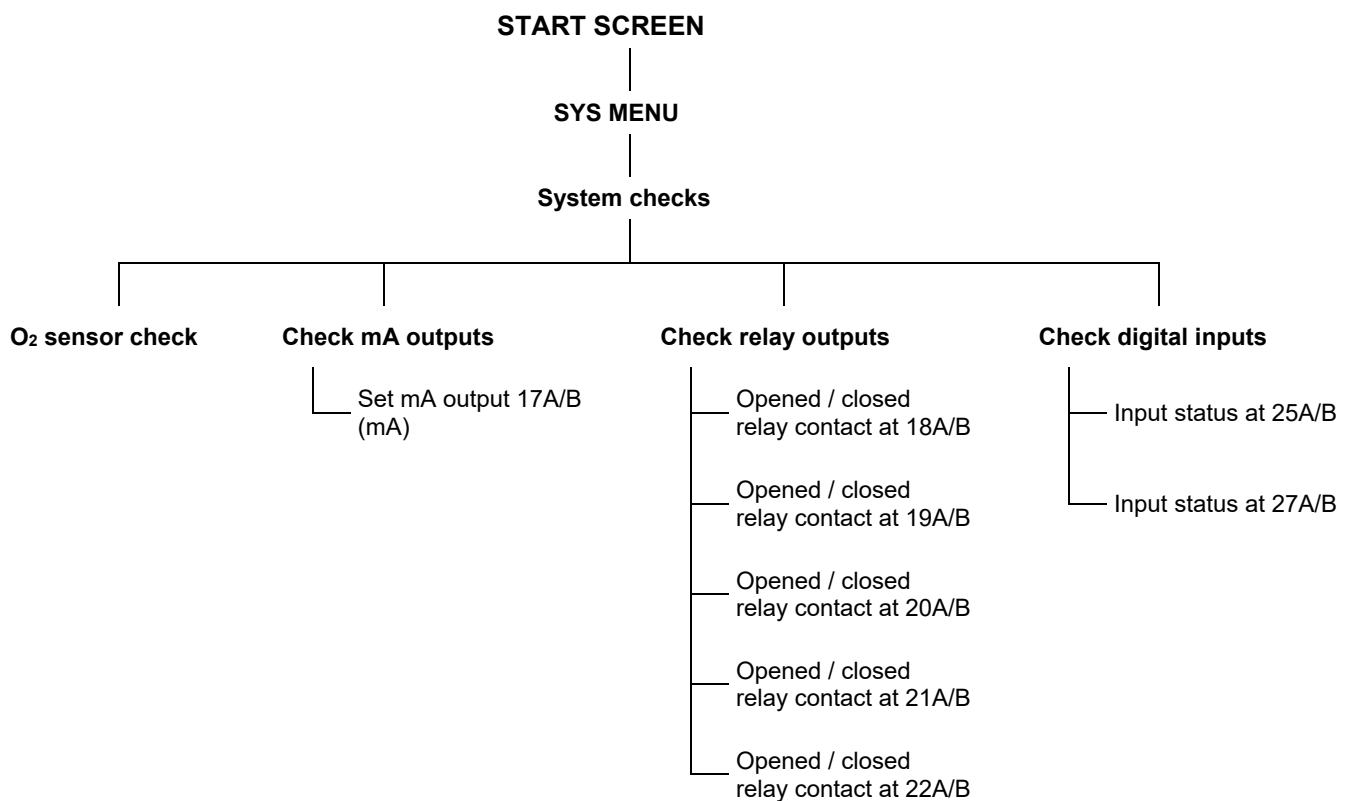 START SCREEN
SYS MENU
System checks
O₂ sensor check
Check mA outputs
Set mA output 17A/B
(mA)
Check relay outputs
Opened / closed
relay contact at 18A/B
Opened / closed
relay contact at 19A/B
Opened / closed
relay contact at 20A/B
Opened / closed
relay contact at 21A/B
Opened / closed
relay contact at 22A/B
Check digital inputs
Input status at 25A/B
Input status at 27A/B